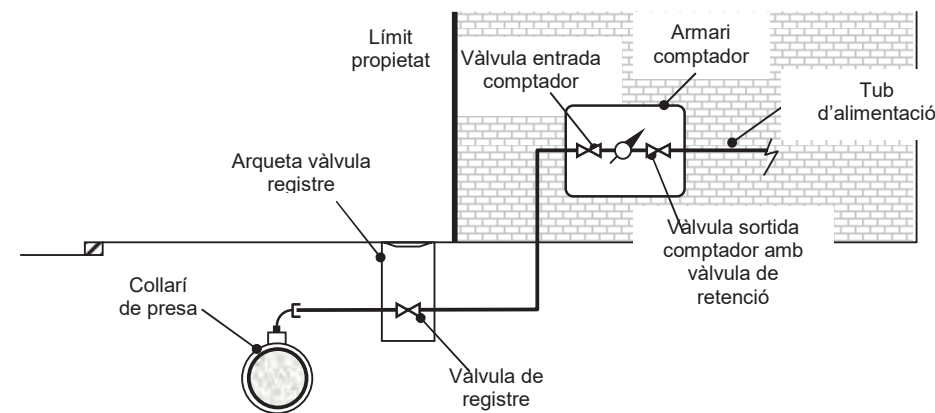 Límit
propietat
Vàlvula entrada
comptador
Armari
comptador
Tub
d'alimentació
Arqueta vàlvula
registre
Vàlvula sortida
comptador amb
vàlvula de
retenció
Collarí
de presa
Vàlvula de
registre